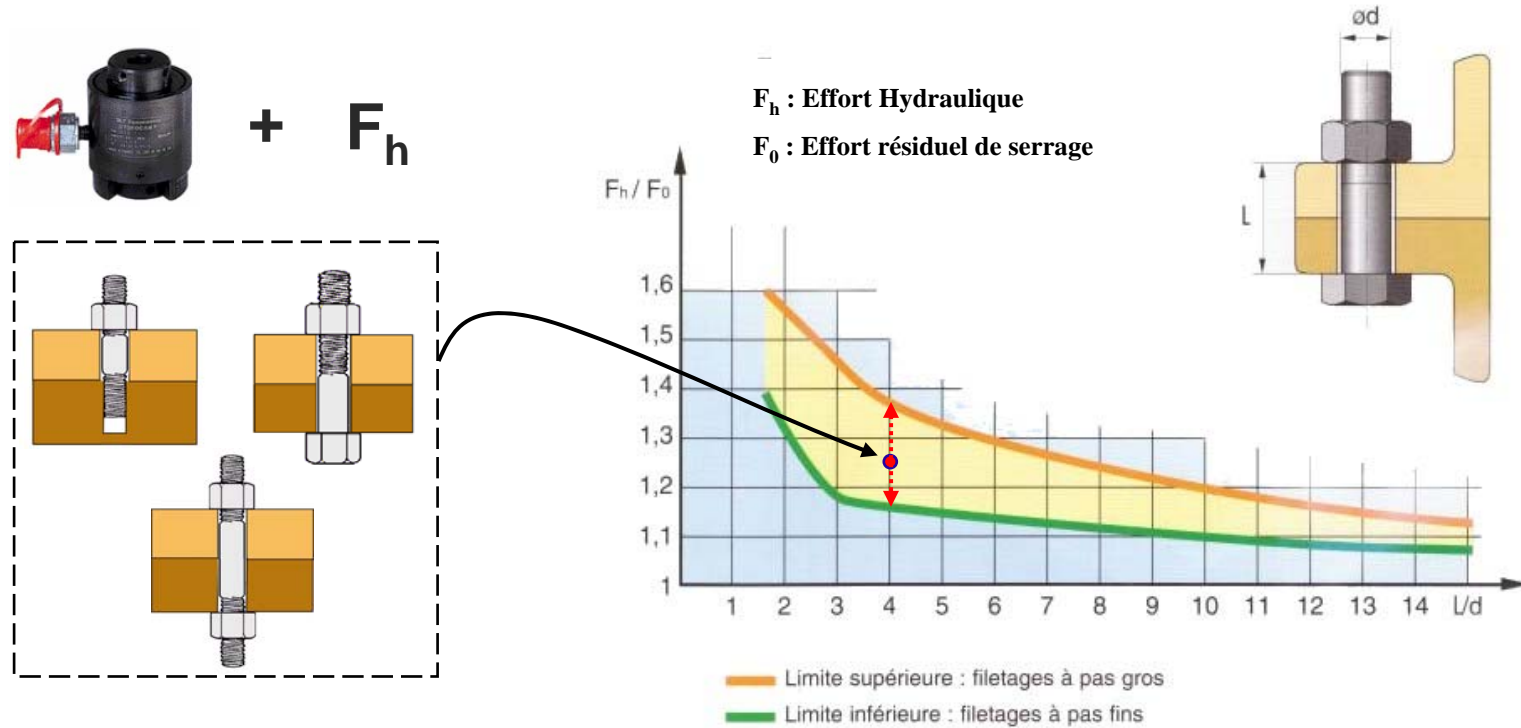 + Fh
Fh : Effort Hydraulique
F0 : Effort résiduel de serrage
Fh / F0
1,6
1,5
1,4
1,3
1,2
1,1
1
1 2 3 4 5 6 7 8 9 10 11 12 13 14 L/d
ød
L
Limite supérieure : filetages à pas gros
Limite inférieure : filetages à pas fins